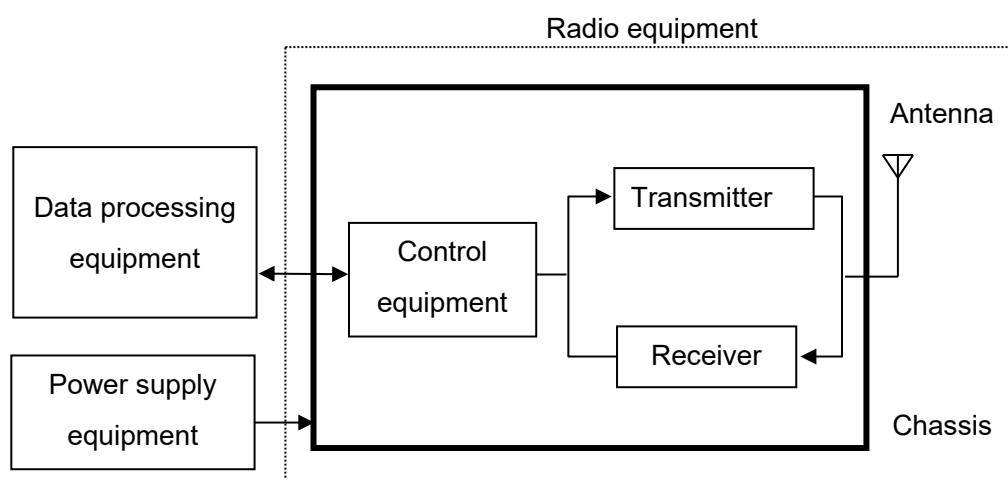 Radio equipment
Antenna
Data processing
equipment
Control
equipment
Transmitter
Receiver
Power supply
equipment
Chassis